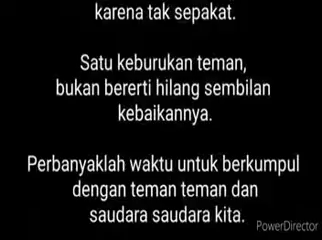 karena tak sepakat.
Satu keburukan teman,
bukan bererti hilang sembilan
kebaikannya.
Perbanyaklah waktu untuk berkumpul
dengan teman teman dan
saudara saudara kita.
PowerDirector